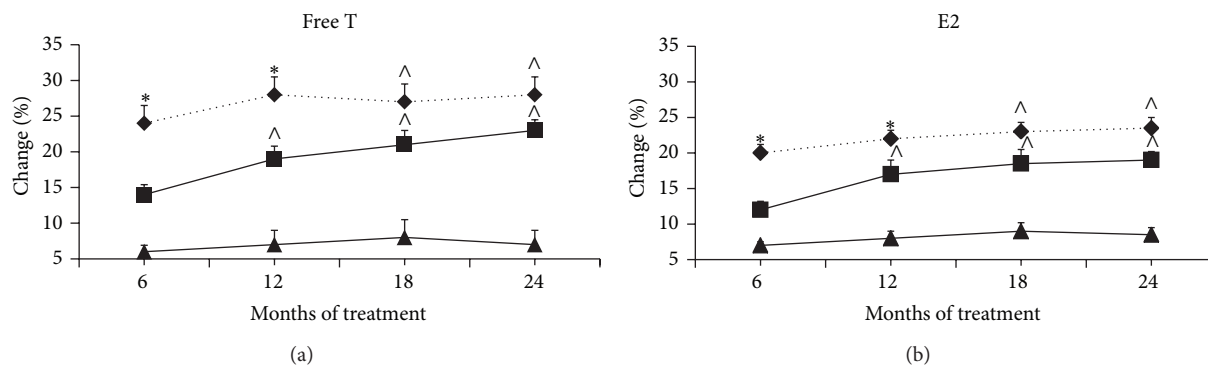 Free T
35
30
25
20
15
10
5
Change (%)
* * ^ ^
^ ^ ^
6 12 18 24
Months of treatment
(a)
E2
35
30
25
20
15
10
5
Change (%)
* * ^ ^
^ ^ ^
6 12 18 24
Months of treatment
(b)